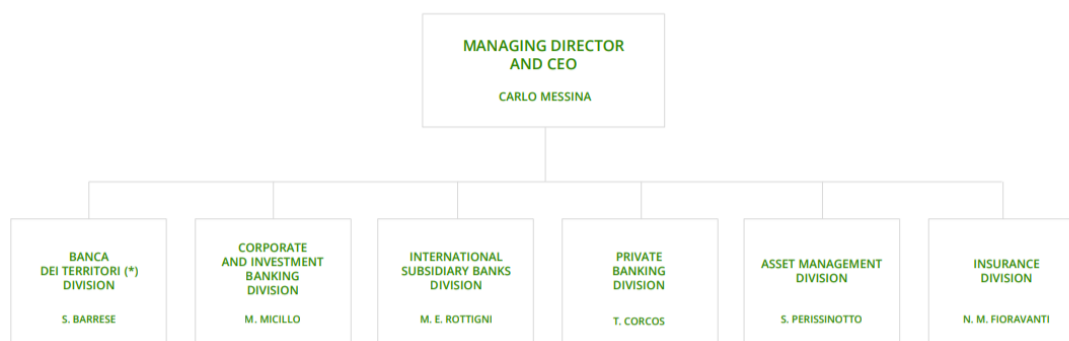 MANAGING DIRECTOR
AND CEO
CARLO MESSINA
BANCA
DEI TERRITORI (*)
DIVISION
S. BARRESE
CORPORATE
AND INVESTMENT
BANKING
DIVISION
M. MICILLO
INTERNATIONAL
SUBSIDIARY BANKS
DIVISION
M. E. ROTTIGNI
PRIVATE
BANKING
DIVISION
T. CORCOS
ASSET MANAGEMENT
DIVISION
S. PERISSINOTTO
INSURANCE
DIVISION
N. M. FIORAVANTI